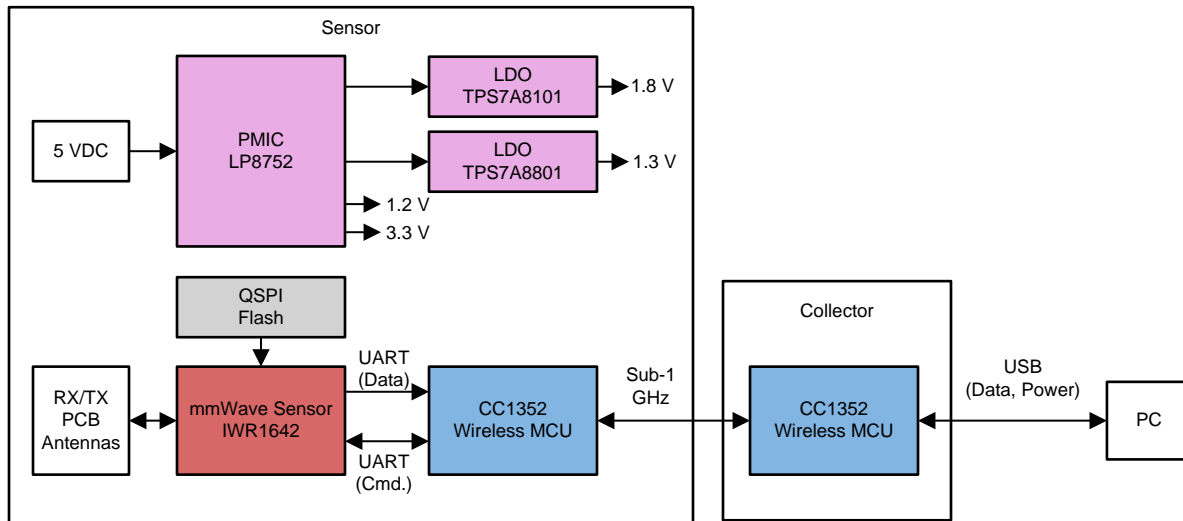 Sensor
LDO
TPS7A8101
1.8 V
5 VDC
PMIC
LP8752
LDO
TPS7A8801
1.3 V
1.2 V
3.3 V
QSPI
Flash
Collector
RX/TX
PCB
Antennas
mmWave Sensor
IWR1642
UART
(Data)
UART
(Cmd.)
CC1352
Wireless MCU
Sub-1
GHz
CC1352
Wireless MCU
USB
(Data, Power)
PC